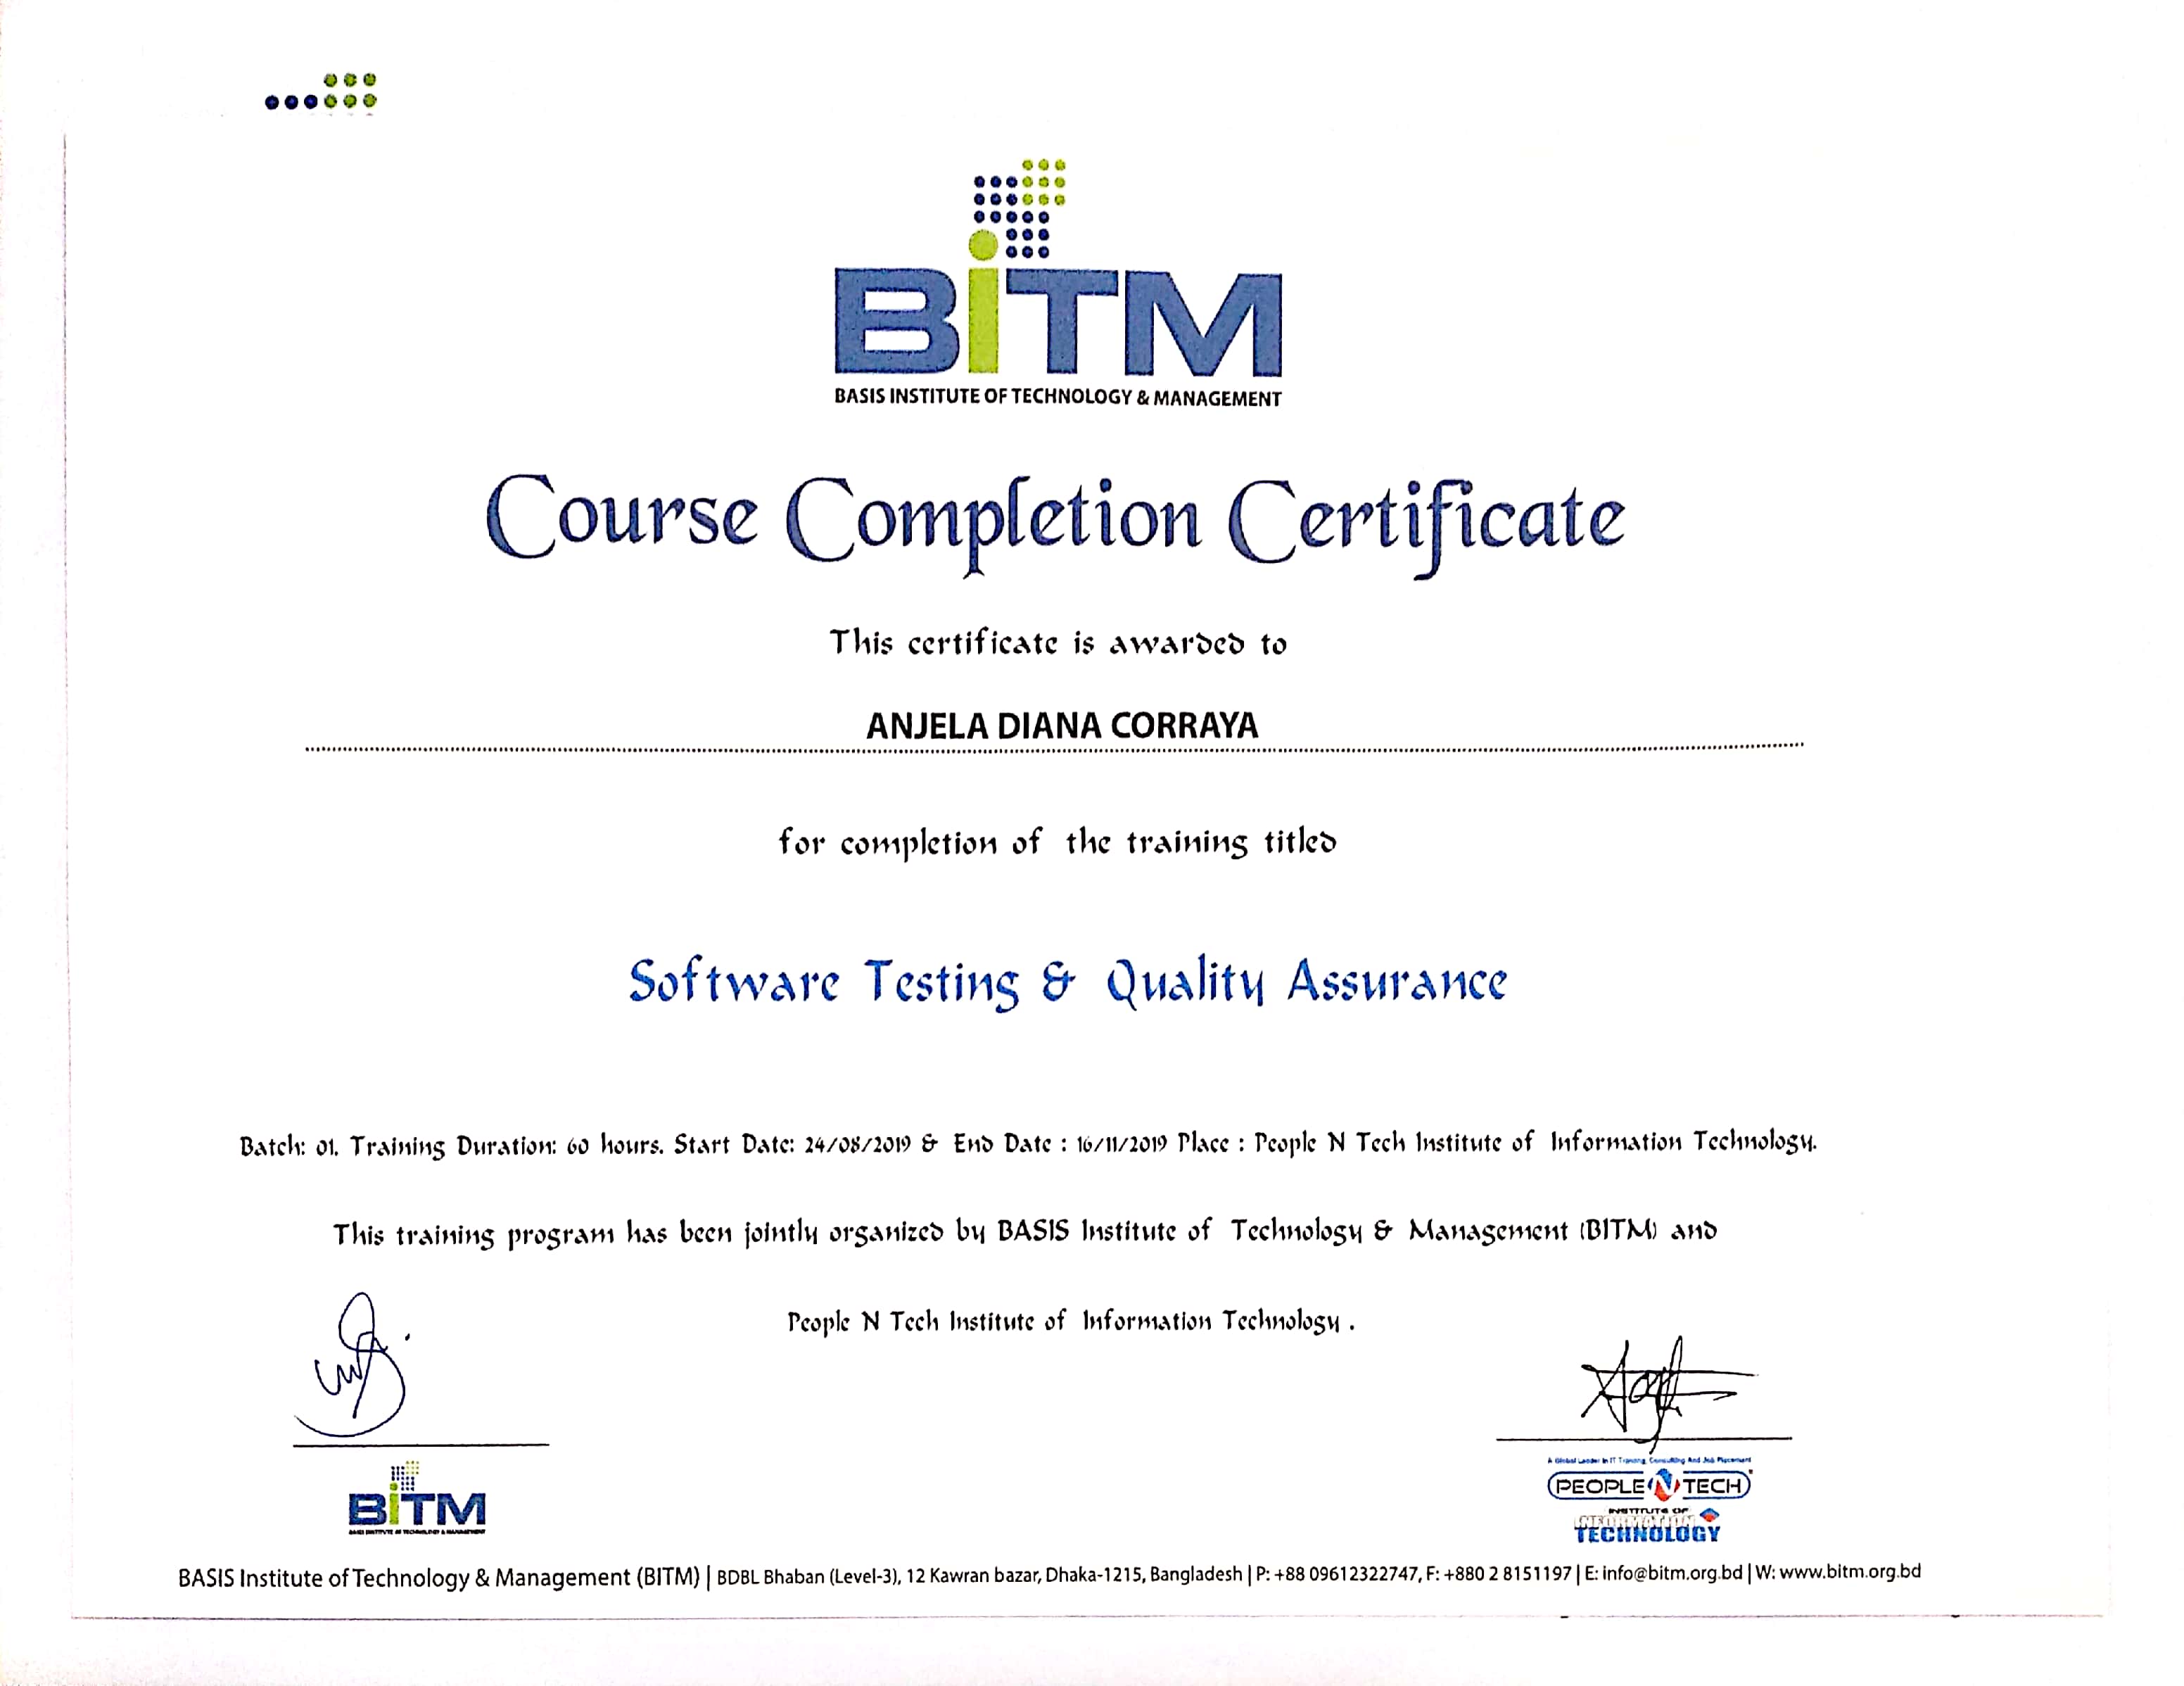 BiTM
BASIS INSTITUTE OF TECHNOLOGY & MANAGEMENT
Course Completion Certificate
This certificate is awarded to
ANJELA DIANA CORRAYA
for completion of the training titled
Software Testing & Quality Assurance
Batch: 01. Training Duration: 60 hours. Start Date: 24/08/2019 & End Date : 16/11/2019 Place : People N Tech Institute of Information Technology.
This training program has been jointly organized by BASIS Institute of Technology & Management (BITM) and
People N Tech Institute of Information Technology .
A Global Leader In IT Training, Consulting And Job Placement
PEOPLE N TECH
INSTITUTE OF
INFORMATION
TECHNOLOGY
BiTM
BASIS INSTITUTE OF TECHNOLOGY & MANAGEMENT
BASIS Institute of Technology & Management (BITM) | BDBL Bhaban (Level-3), 12 Kawran bazar, Dhaka-1215, Bangladesh | P: +88 09612322747, F: +880 2 8151197 | E: info@bitm.org.bd | W: www.bitm.org.bd